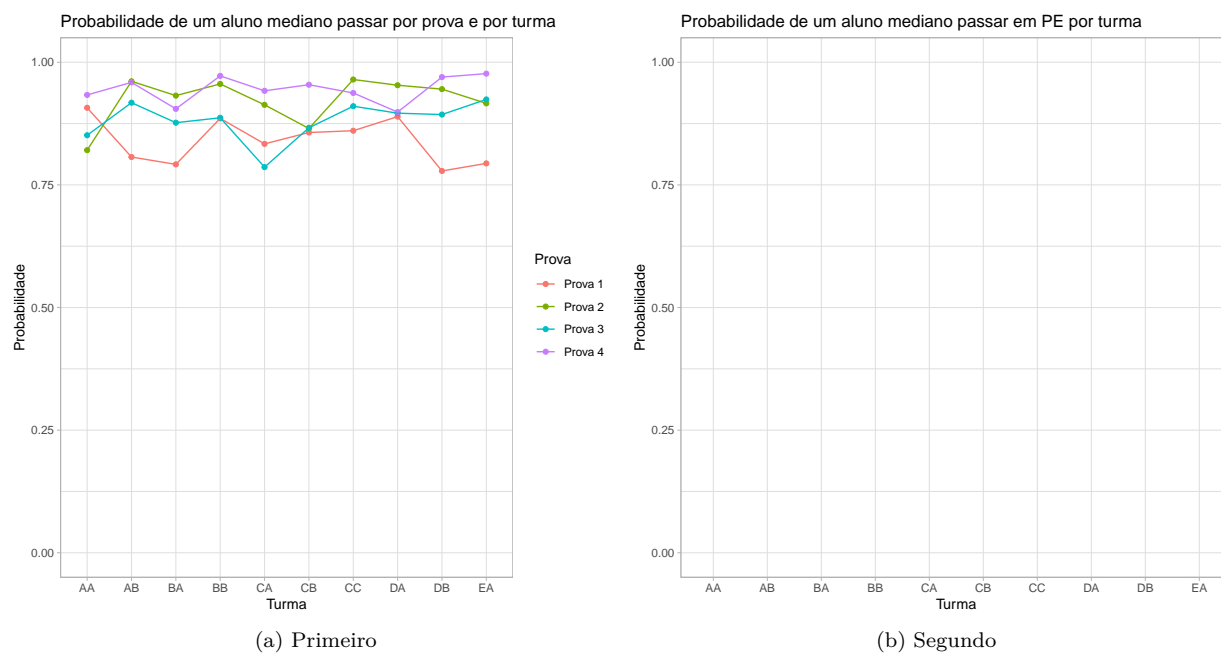 Probabilidade de um aluno mediano passar por prova e por turma
1.00
0.75
0.50
0.25
0.00
Probabilidade
AA AB BA BB CA CB CC DA DB EA
Turma
Prova
Prova 1
Prova 2
Prova 3
Prova 4
(a) Primeiro
Probabilidade de um aluno mediano passar em PE por turma
1.00
0.75
0.50
0.25
0.00
Probabilidade
AA AB BA BB CA CB CC DA DB EA
Turma
(b) Segundo